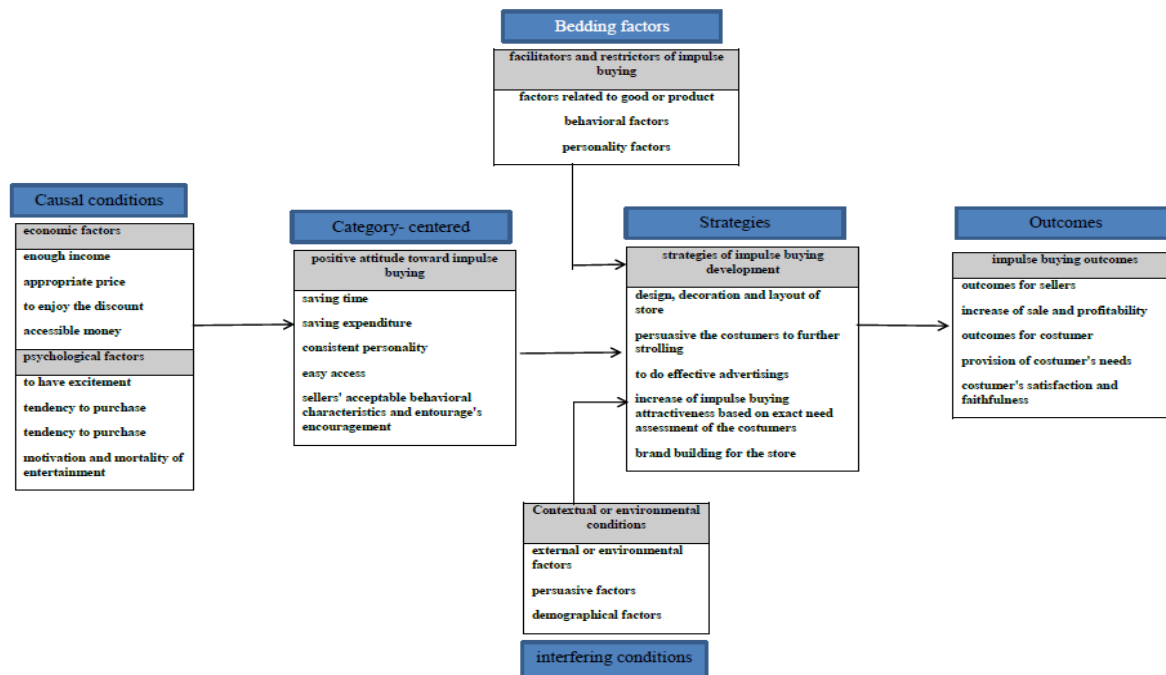 Bedding factors
facilitators and restrictors of impulse
buying
factors related to good or product
behavioral factors
personality factors
Causal conditions
economic factors
enough income
appropriate price
to enjoy the discount
accessible money
psychological factors
to have excitement
tendency to purchase
tendency to purchase
motivation and mortality of
entertainment
Category- centered
positive attitude toward impulse
buying
saving time
saving expenditure
consistent personality
easy access
sellers' acceptable behavioral
characteristics and entourage's
encouragement
Strategies
strategies of impulse buying
development
design, decoration and layout of
store
persuasive the costumers to further
strolling
to do effective advertisings
increase of impulse buying
attractiveness based on exact need
assessment of the costumers
brand building for the store
Outcomes
impulse buying outcomes
outcomes for sellers
increase of sale and profitability
outcomes for costumer
provision of costumer's needs
costumer's satisfaction and
faithfulness
Contextual or environmental
conditions
external or environmental
factors
persuasive factors
demographical factors
interfering conditions